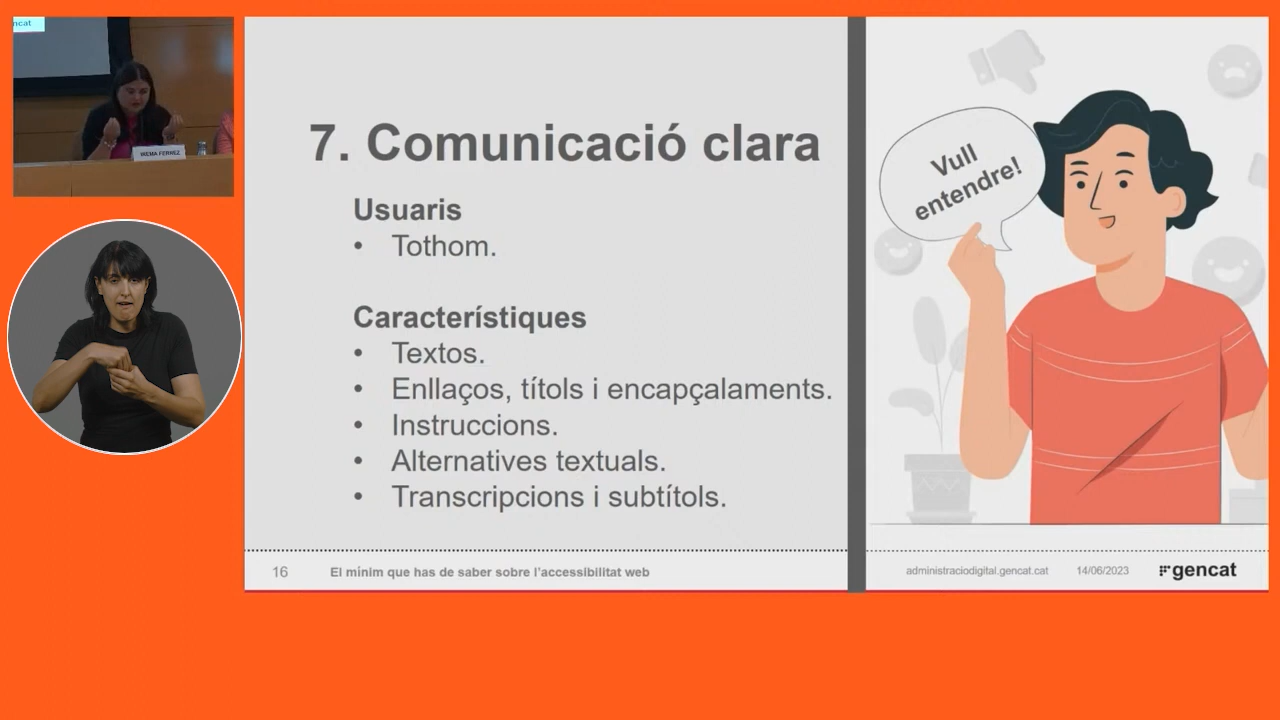 ncat
7. Comunicació clara
Usuaris
• Tothom.
Característiques
• Textos.
• Enllaços, títols i encapçalaments.
• Instruccions.
• Alternatives textuals.
• Transcripcions i subtítols.
Vull
entendre!
16
El mínim que has de saber sobre l'accessibilitat web
administraciodigital.gencat.cat
14/06/2023
gencat